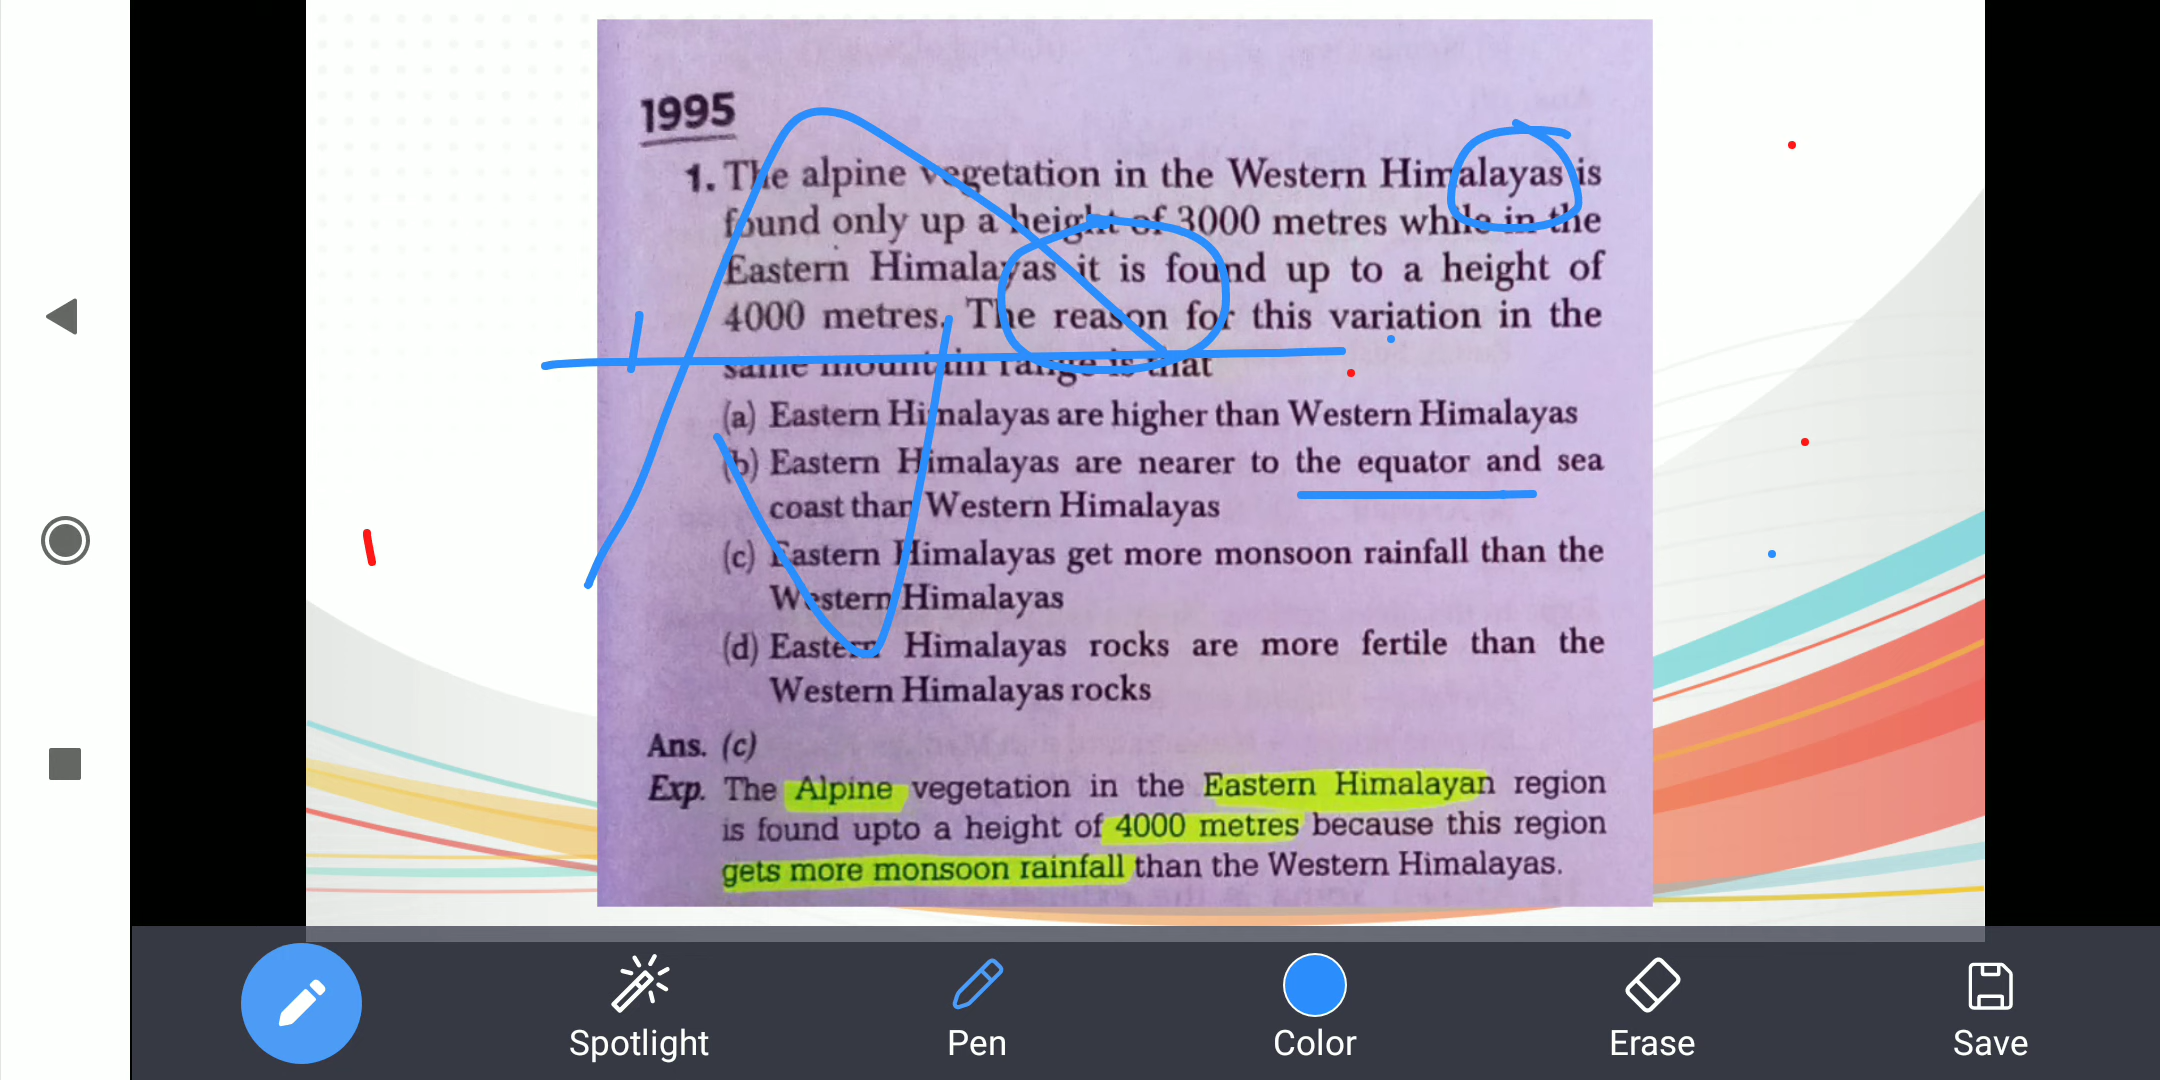 1995
1. The alpine vegetation in the Western Himalayas is
found only up a height of 3000 metres while in the
Eastern Himalayas it is found up to a height of
4000 metres. The reason for this variation in the
same mountain range is that
(a) Eastern Himalayas are higher than Western Himalayas
(b) Eastern Himalayas are nearer to the equator and sea
coast than Western Himalayas
(c) Eastern Himalayas get more monsoon rainfall than the
Western Himalayas
(d) Eastern Himalayas rocks are more fertile than the
Western Himalayas rocks
Ans. (c)
Exp. The Alpine vegetation in the Eastern Himalayan region
is found upto a height of 4000 metres because this region
gets more monsoon rainfall than the Western Himalayas.
Spotlight Pen Color Erase Save